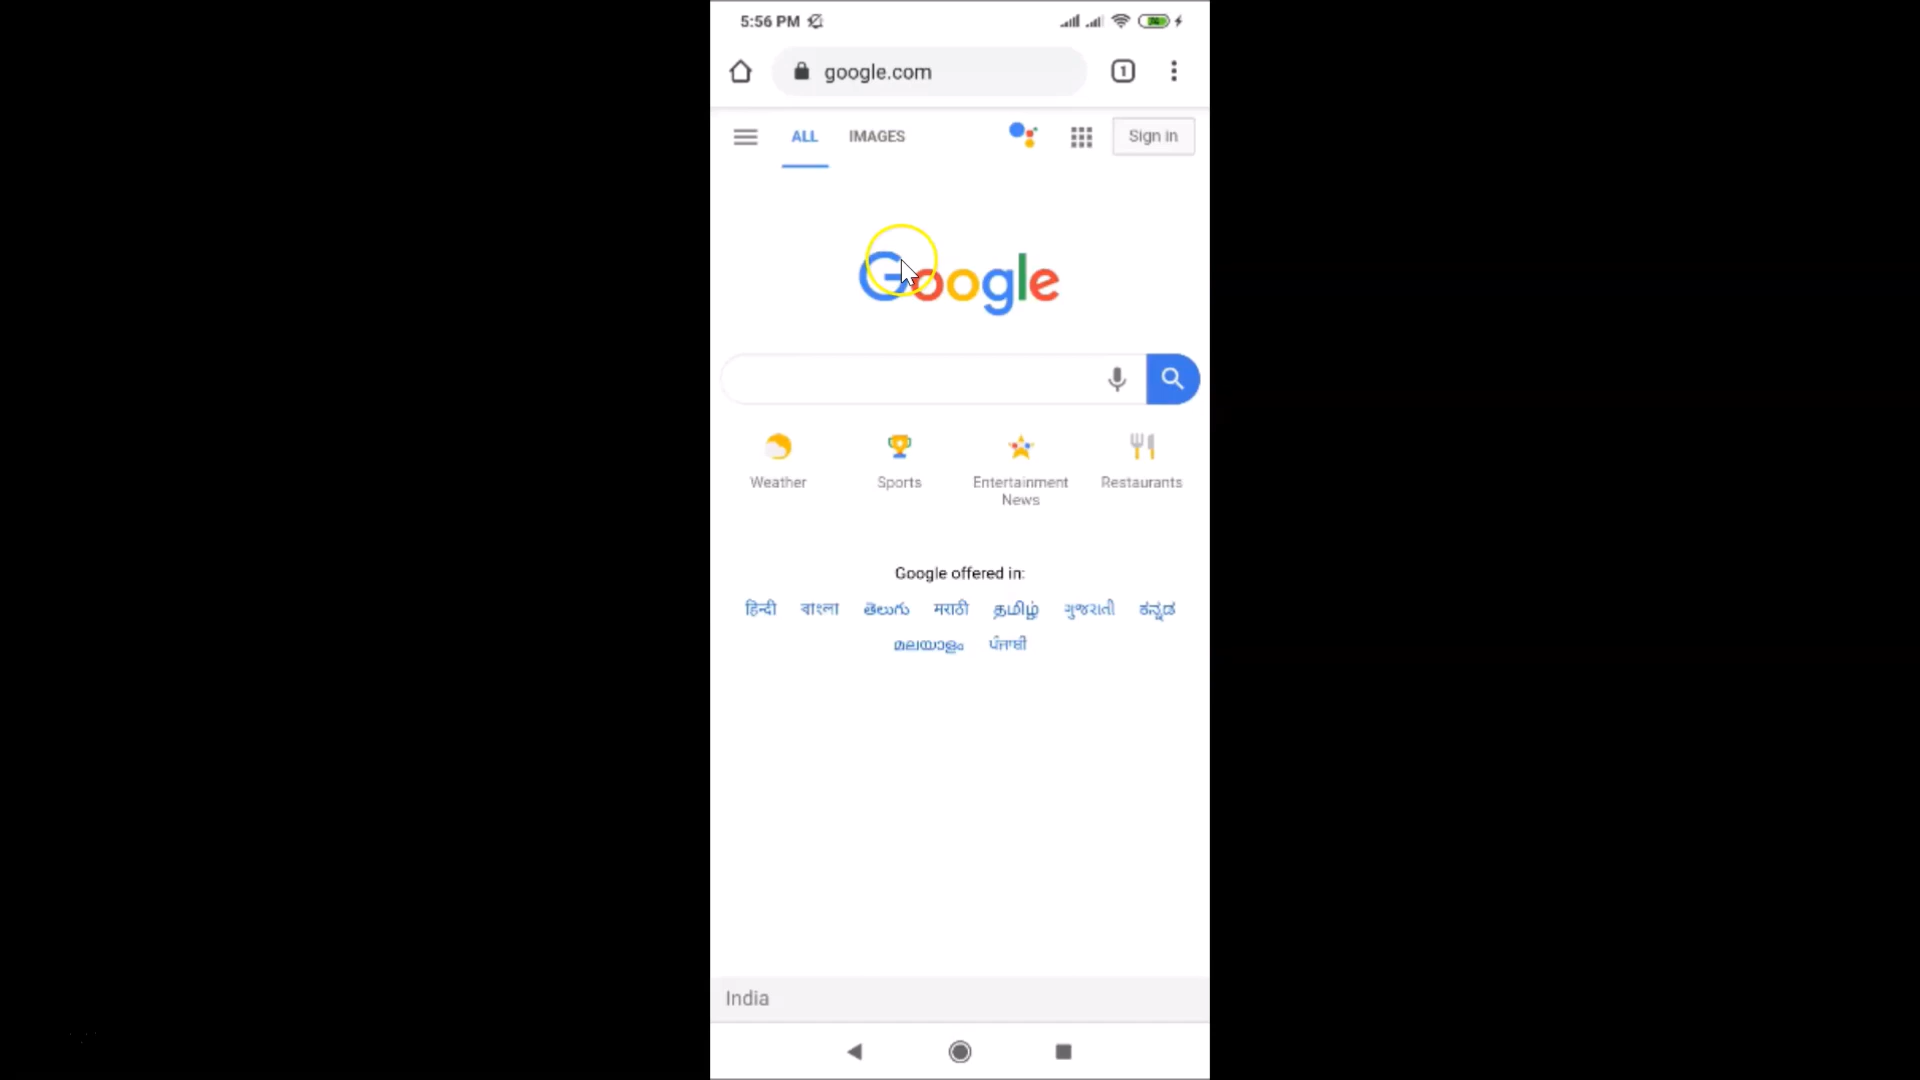 5:56 PM
google.com
1
ALL IMAGES Sign in
Google
Weather Sports Entertainment News Restaurants
Google offered in:
हिन्दी বাংলা తెలుగు मराठी தமிழ் ગુજરાતી ಕನ್ನಡ
മലയാളം ਪੰਜਾਬੀ
India